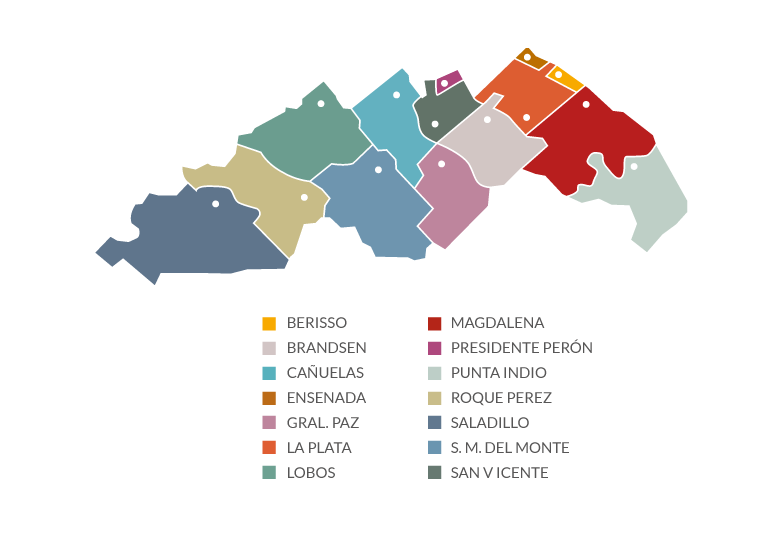 BERISSO
BRANDSEN
CAÑUELAS
ENSENADA
GRAL. PAZ
LA PLATA
LOBOS
MAGDALENA
PRESIDENTE PERÓN
PUNTA INDIO
ROQUE PEREZ
SALADILLO
S. M. DEL MONTE
SAN V ICENTE